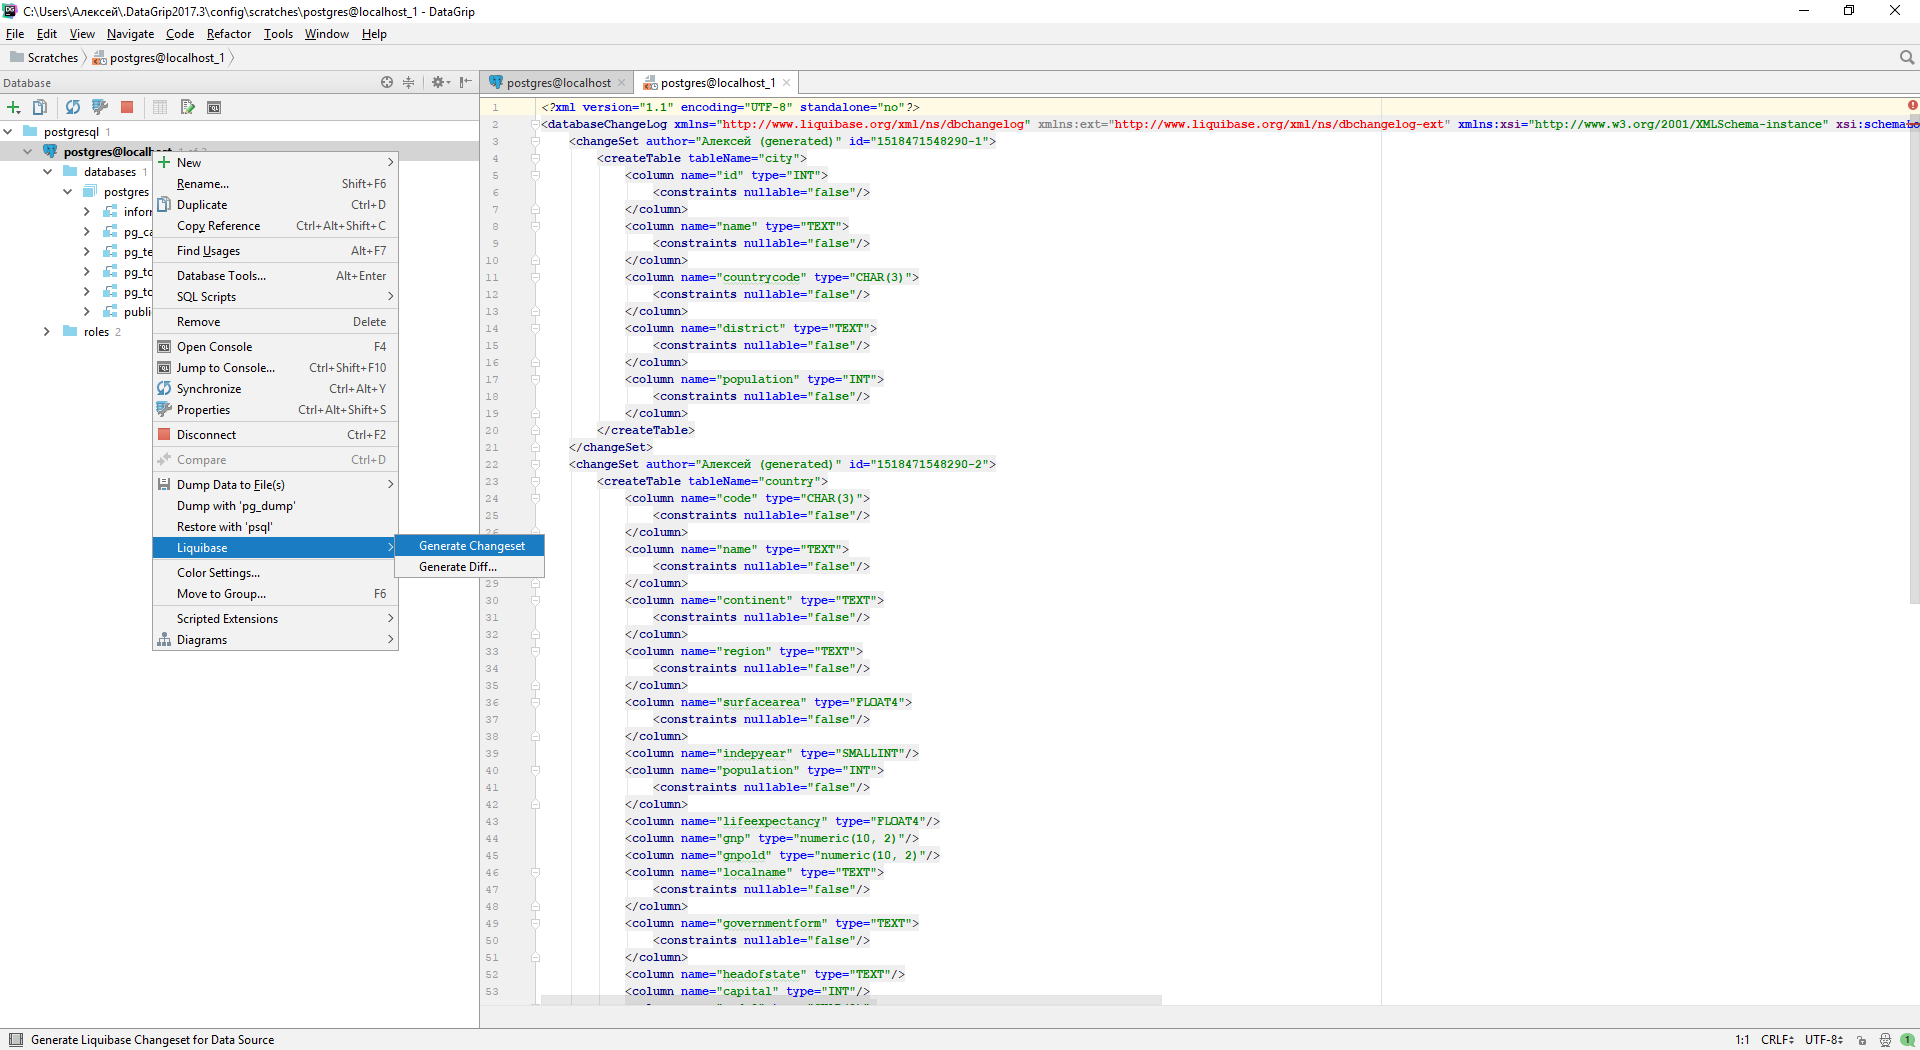 C:\Users\Алексей\.DataGrip2017.3\config\scratches\postgres@localhost_1 - DataGrip
File Edit View Navigate Code Refactor Tools Window Help
Scratches postgres@localhost_1
Database
postgres@localhost postgres@localhost_1
postgresql 1
postgres@localh
databases 1
postgres
inforr
pg_ca
pg_te
pg_to
pg_to
publi
roles 2
New
Rename... Shift+F6
Duplicate Ctrl+D
Copy Reference Ctrl+Alt+Shift+C
Find Usages Alt+F7
Database Tools... Alt+Enter
SQL Scripts
Remove Delete
Open Console F4
Jump to Console... Ctrl+Shift+F10
Synchronize Ctrl+Alt+Y
Properties Ctrl+Alt+Shift+S
Disconnect Ctrl+F2
Compare Ctrl+D
Dump Data to File(s)
Dump with 'pg_dump'
Restore with 'psql'
Liquibase
Color Settings...
Move to Group... F6
Scripted Extensions
Diagrams
Generate Changeset
Generate Diff...
1 <?xml version="1.1" encoding="UTF-8" standalone="no"?>
2 <databaseChangeLog xmlns="http://www.liquibase.org/xml/ns/dbchangelog" xmlns:ext="http://www.liquibase.org/xml/ns/dbchangelog-ext" xmlns:xsi="http://www.w3.org/2001/XMLSchema-instance" xsi:schemaLo
3 <changeSet author="Алексей (generated)" id="1518471548290-1">
4 <createTable tableName="city">
5 <column name="id" type="INT">
6 <constraints nullable="false"/>
7 </column>
8 <column name="name" type="TEXT">
9 <constraints nullable="false"/>
10 </column>
11 <column name="countrycode" type="CHAR(3)">
12 <constraints nullable="false"/>
13 </column>
14 <column name="district" type="TEXT">
15 <constraints nullable="false"/>
16 </column>
17 <column name="population" type="INT">
18 <constraints nullable="false"/>
19 </column>
20 </createTable>
21 </changeSet>
22 <changeSet author="Алексей (generated)" id="1518471548290-2">
23 <createTable tableName="country">
24 <column name="code" type="CHAR(3)">
25 <constraints nullable="false"/>
26 </column>
<column name="name" type="TEXT">
<constraints nullable="false"/>
29 </column>
30 <column name="continent" type="TEXT">
31 <constraints nullable="false"/>
32 </column>
33 <column name="region" type="TEXT">
34 <constraints nullable="false"/>
35 </column>
36 <column name="surfacearea" type="FLOAT4">
37 <constraints nullable="false"/>
38 </column>
39 <column name="indepyear" type="SMALLINT"/>
40 <column name="population" type="INT">
41 <constraints nullable="false"/>
42 </column>
43 <column name="lifeexpectancy" type="FLOAT4"/>
44 <column name="gnp" type="numeric(10, 2)"/>
45 <column name="gnpold" type="numeric(10, 2)"/>
46 <column name="localname" type="TEXT">
47 <constraints nullable="false"/>
48 </column>
49 <column name="governmentform" type="TEXT">
50 <constraints nullable="false"/>
51 </column>
52 <column name="headofstate" type="TEXT"/>
53 <column name="capital" type="INT"/>
Generate Liquibase Changeset for Data Source
1:1 CRLF UTF-8 1